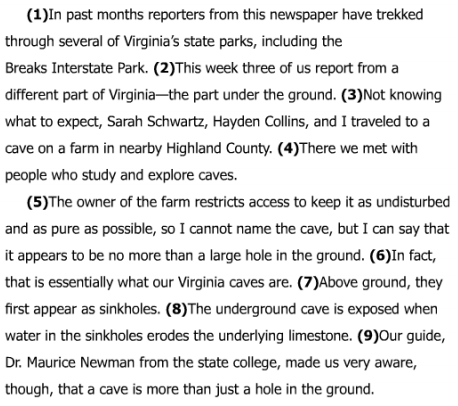 (1)In past months reporters from this newspaper have trekked
through several of Virginia's state parks, including the
Breaks Interstate Park. (2)This week three of us report from a
different part of Virginia—the part under the ground. (3)Not knowing
what to expect, Sarah Schwartz, Hayden Collins, and I traveled to a
cave on a farm in nearby Highland County. (4)There we met with
people who study and explore caves.
(5)The owner of the farm restricts access to keep it as undisturbed
and as pure as possible, so I cannot name the cave, but I can say that
it appears to be no more than a large hole in the ground. (6)In fact,
that is essentially what our Virginia caves are. (7)Above ground, they
first appear as sinkholes. (8)The underground cave is exposed when
water in the sinkholes erodes the underlying limestone. (9)Our guide,
Dr. Maurice Newman from the state college, made us very aware,
though, that a cave is more than just a hole in the ground.